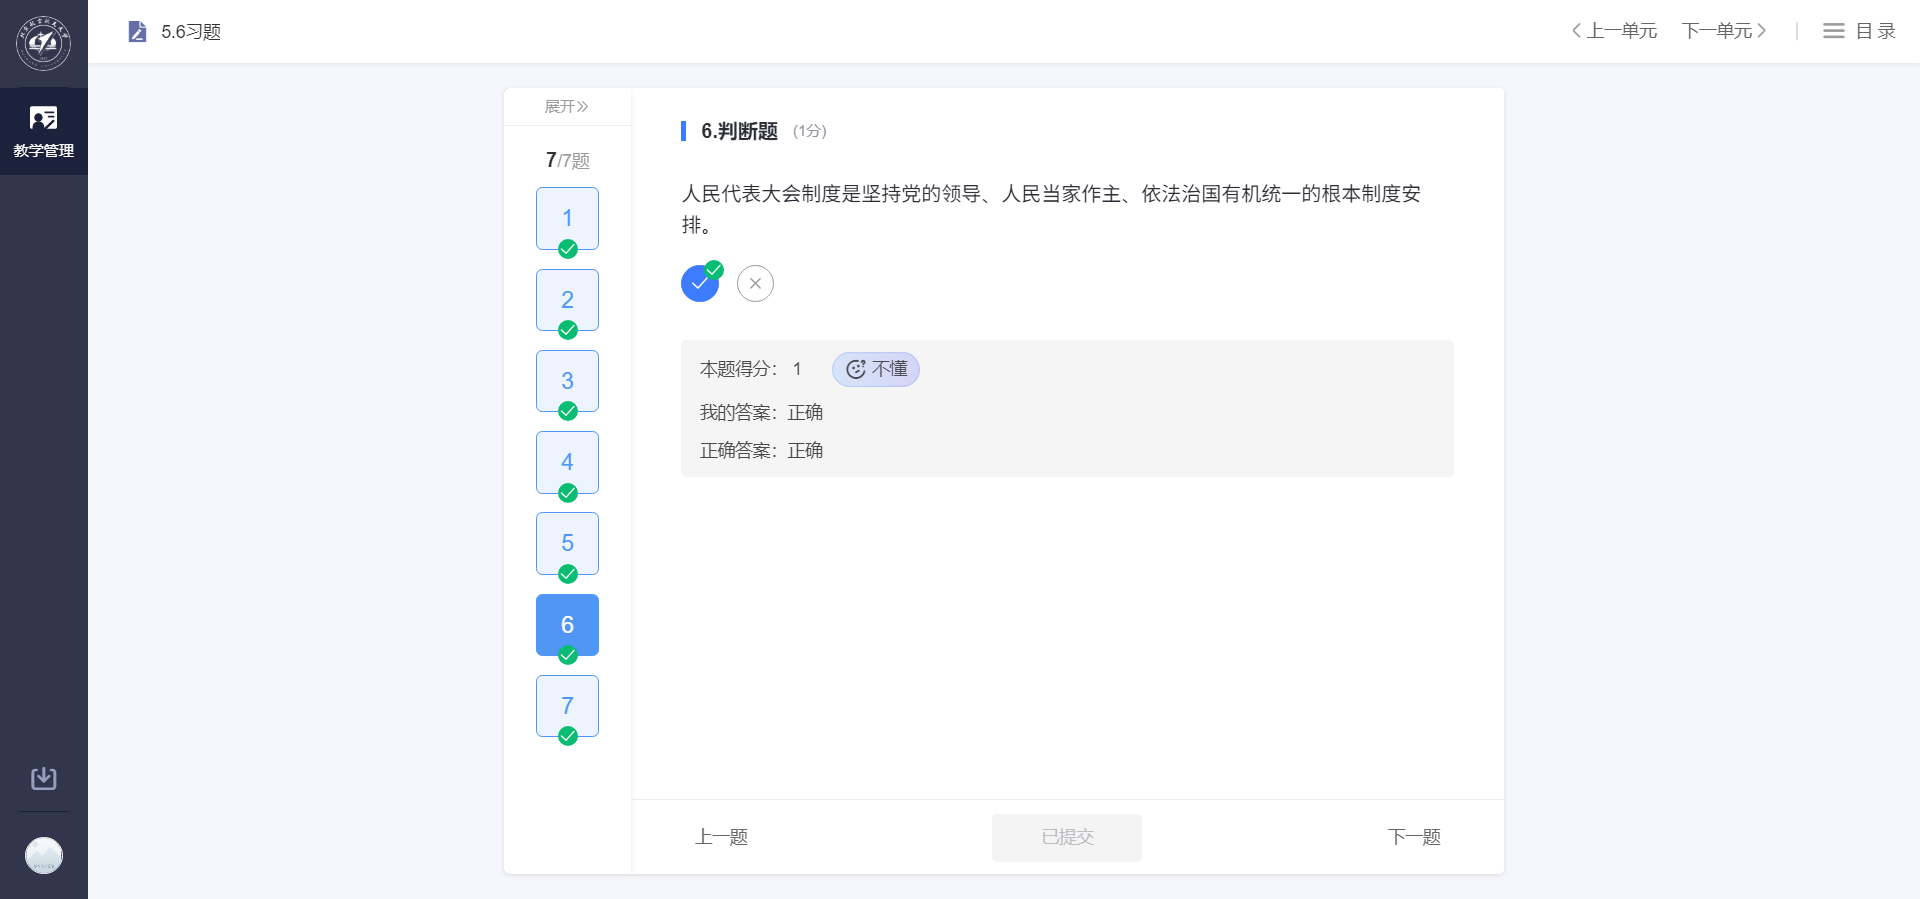 5.6习题
上一单元
下一单元
目 录
教学管理
展开
7/7题
1
2
3
4
5
6
7
6.判断题 (1分)
人民代表大会制度是坚持党的领导、人民当家作主、依法治国有机统一的根本制度安
排。
本题得分： 1
不懂
我的答案：正确
正确答案：正确
上一题
已提交
下一题